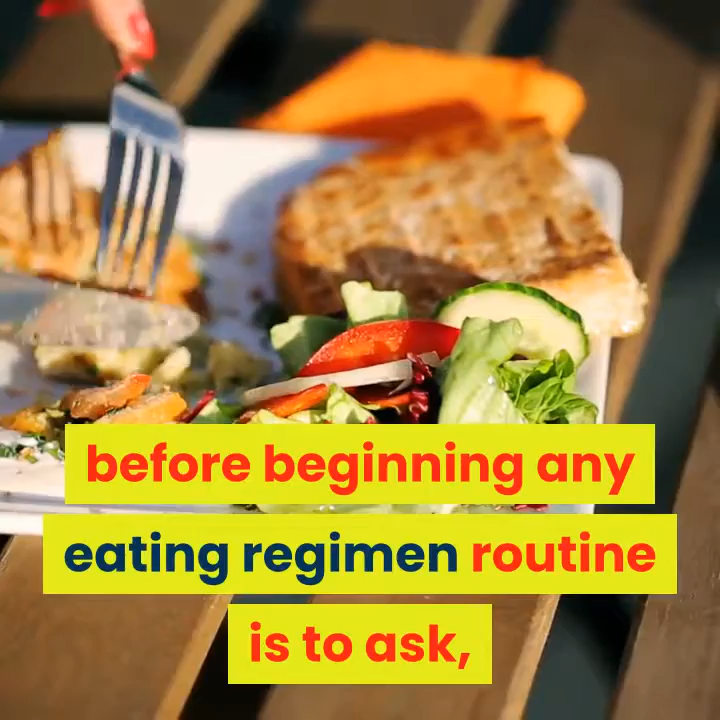 before beginning any
eating regimen routine
is to ask,